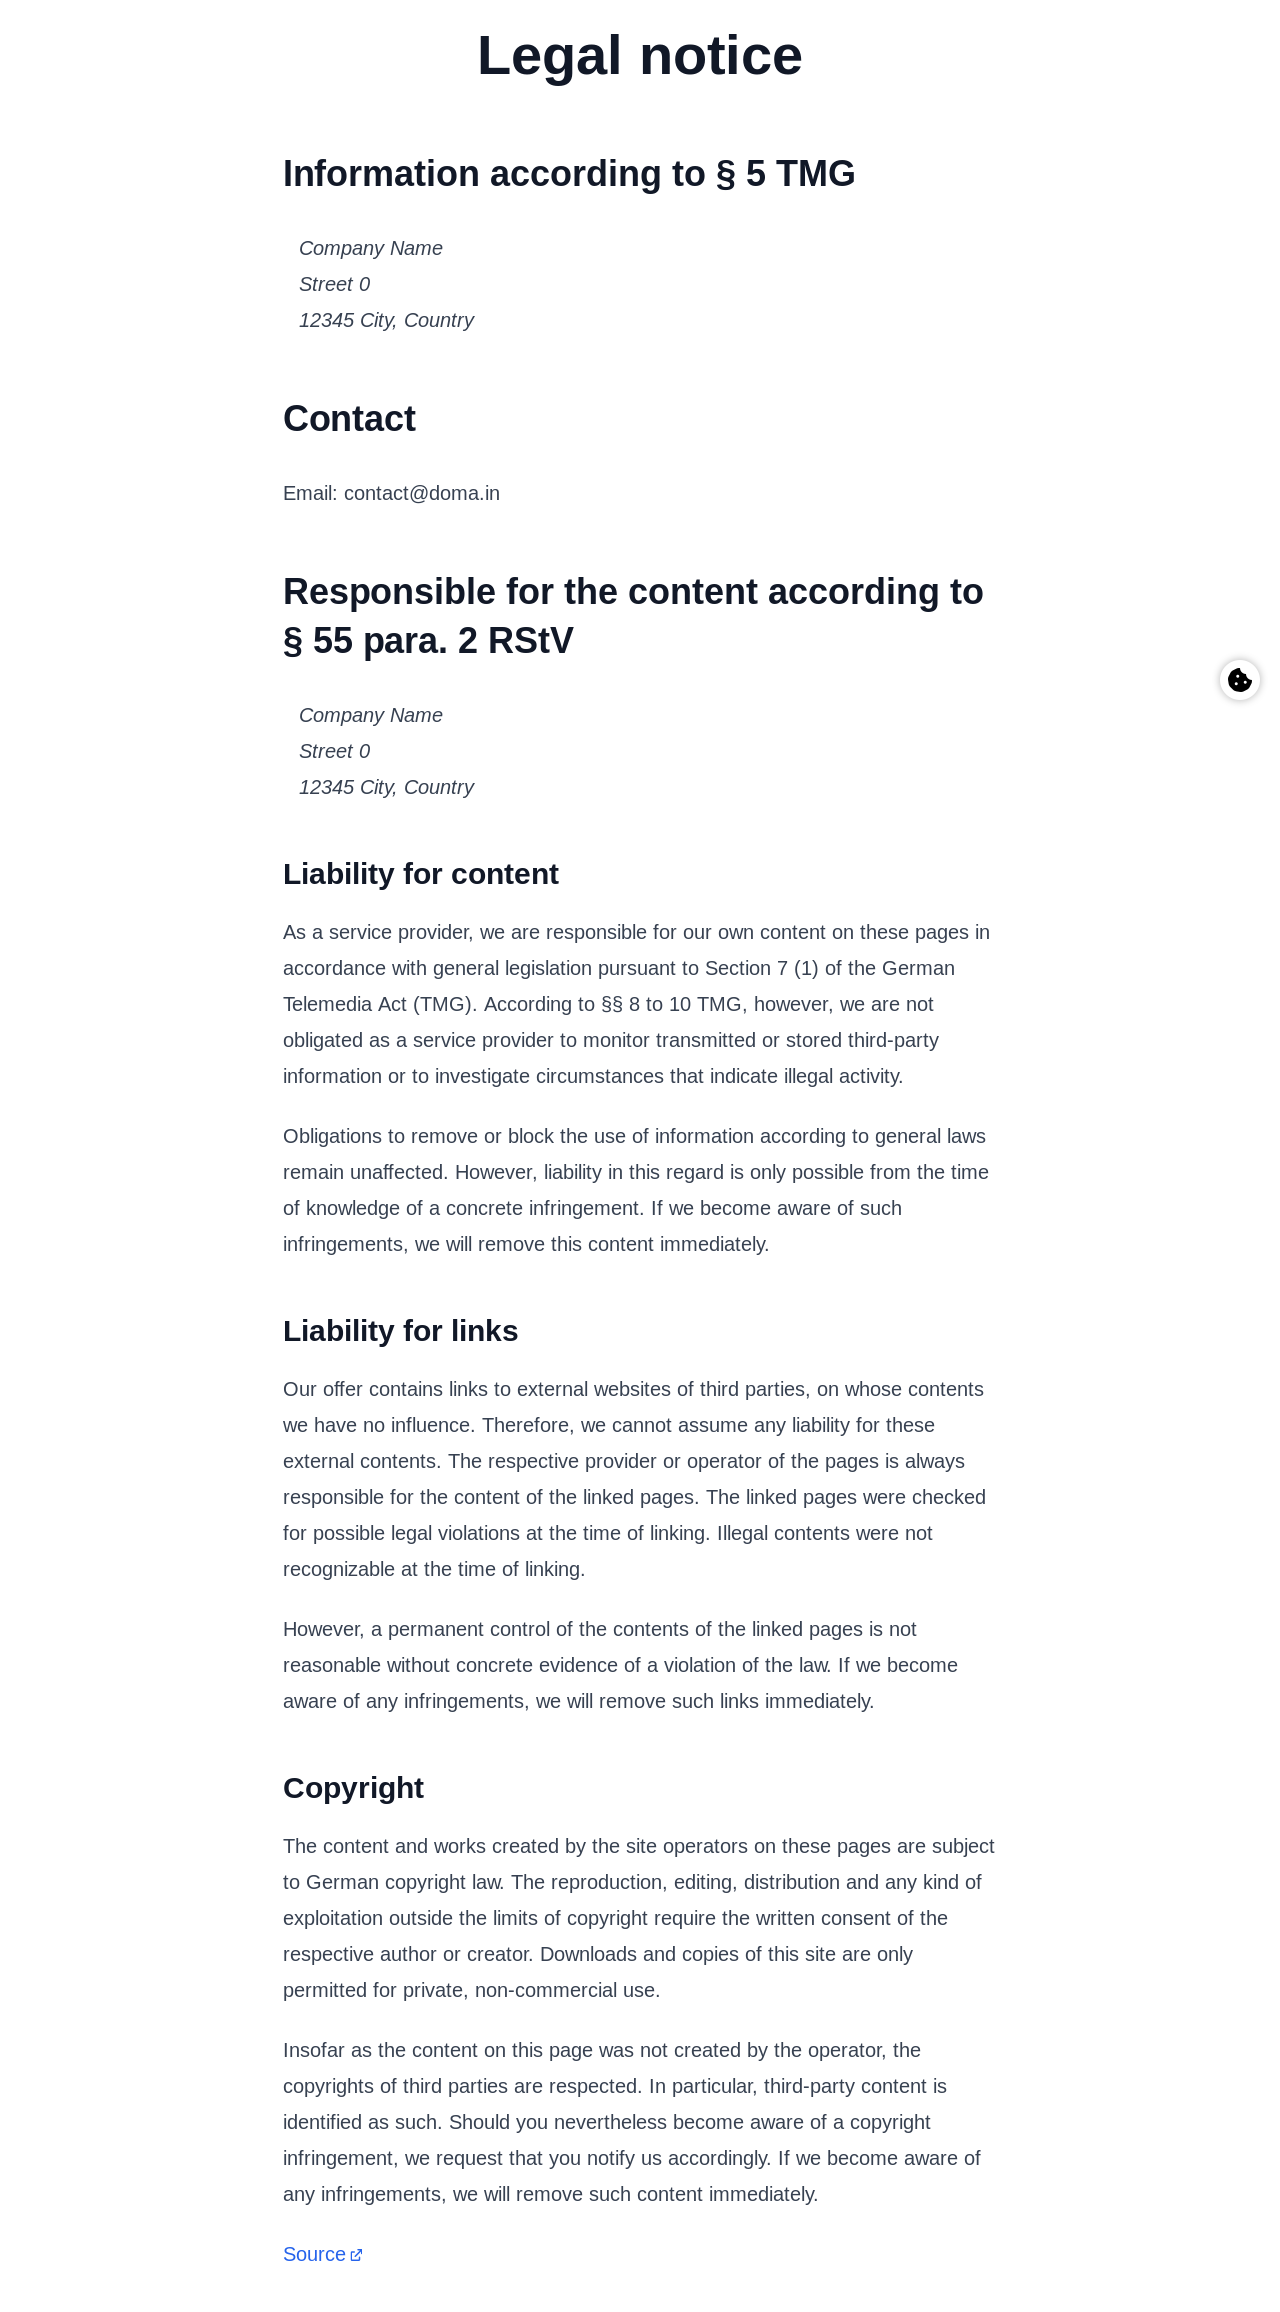 Legal notice
Information according to § 5 TMG
Company Name
Street 0
12345 City, Country
Contact
Email: contact@doma.in
Responsible for the content according to
§ 55 para. 2 RStV
Company Name
Street 0
12345 City, Country
Liability for content
As a service provider, we are responsible for our own content on these pages in
accordance with general legislation pursuant to Section 7 (1) of the German
Telemedia Act (TMG). According to §§ 8 to 10 TMG, however, we are not
obligated as a service provider to monitor transmitted or stored third-party
information or to investigate circumstances that indicate illegal activity.
Obligations to remove or block the use of information according to general laws
remain unaffected. However, liability in this regard is only possible from the time
of knowledge of a concrete infringement. If we become aware of such
infringements, we will remove this content immediately.
Liability for links
Our offer contains links to external websites of third parties, on whose contents
we have no influence. Therefore, we cannot assume any liability for these
external contents. The respective provider or operator of the pages is always
responsible for the content of the linked pages. The linked pages were checked
for possible legal violations at the time of linking. Illegal contents were not
recognizable at the time of linking.
However, a permanent control of the contents of the linked pages is not
reasonable without concrete evidence of a violation of the law. If we become
aware of any infringements, we will remove such links immediately.
Copyright
The content and works created by the site operators on these pages are subject
to German copyright law. The reproduction, editing, distribution and any kind of
exploitation outside the limits of copyright require the written consent of the
respective author or creator. Downloads and copies of this site are only
permitted for private, non-commercial use.
Insofar as the content on this page was not created by the operator, the
copyrights of third parties are respected. In particular, third-party content is
identified as such. Should you nevertheless become aware of a copyright
infringement, we request that you notify us accordingly. If we become aware of
any infringements, we will remove such content immediately.
Source